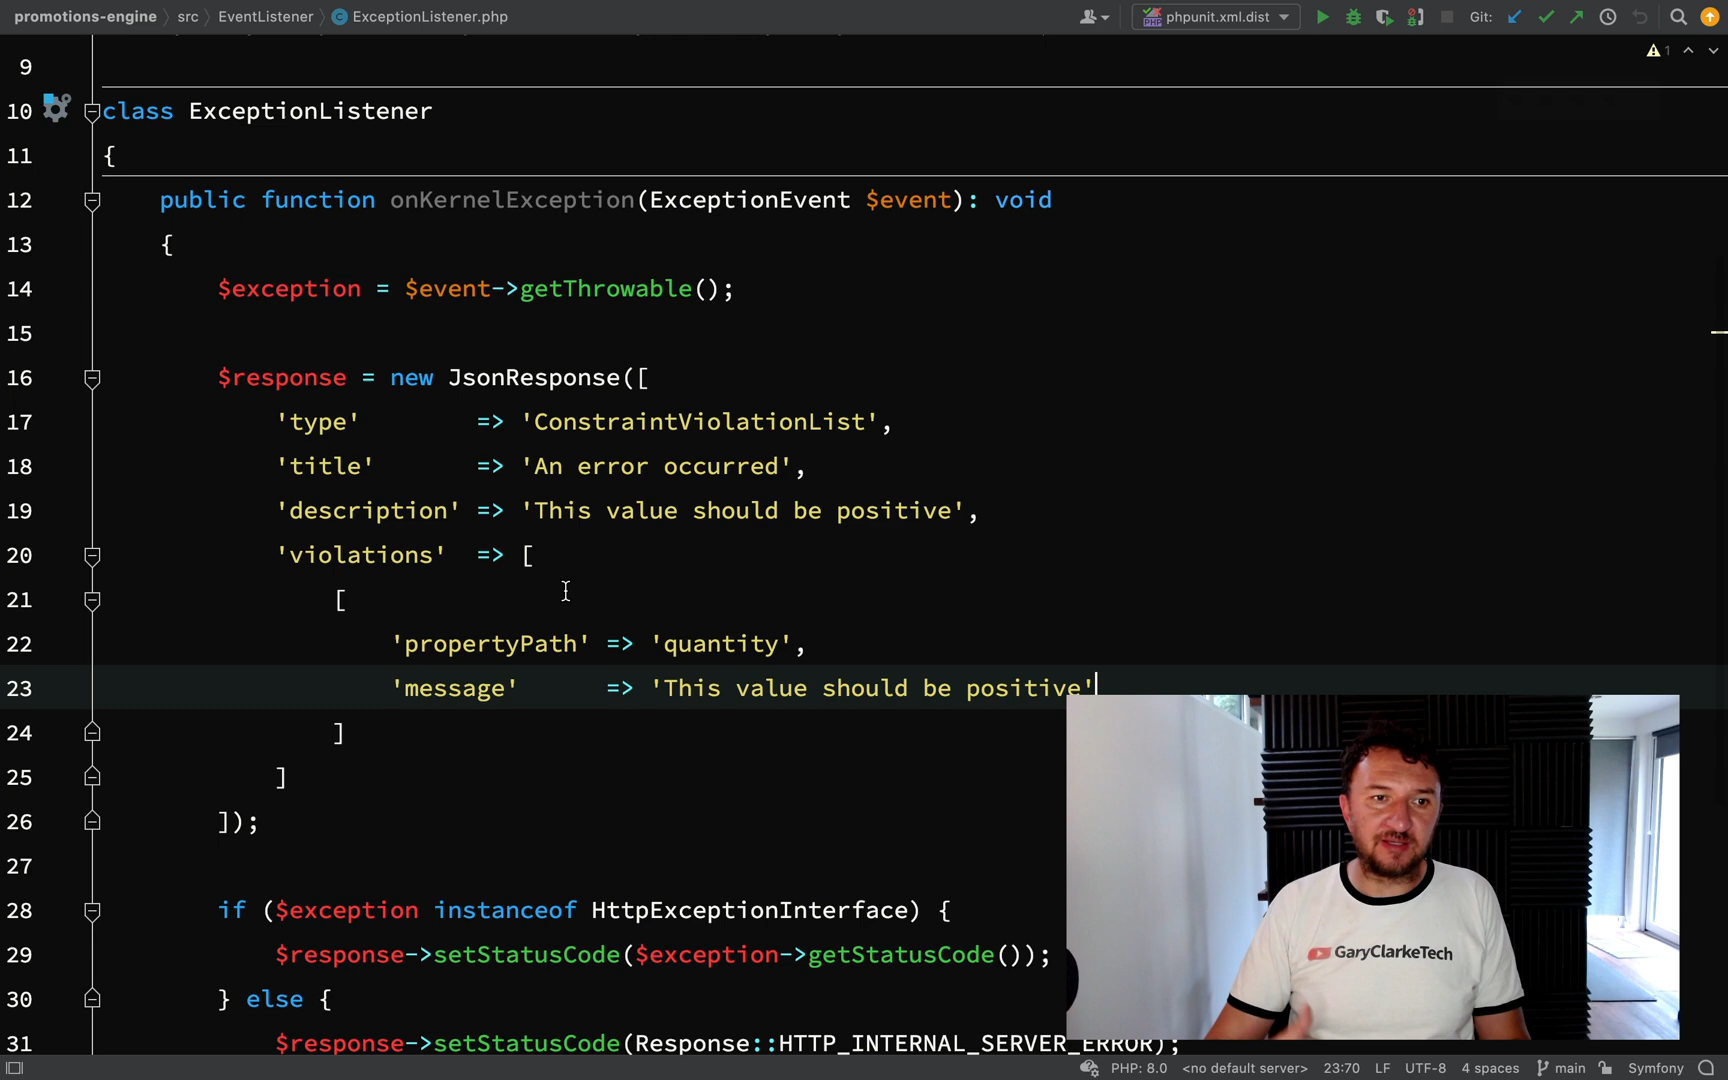 promotions-engine src EventListener ExceptionListener.php phpunit.xml.dist Git:
1
9
10 class ExceptionListener
11 {
12 public function onKernelException(ExceptionEvent $event): void
13 {
14 $exception = $event->getThrowable();
15
16 $response = new JsonResponse([
17 'type' => 'ConstraintViolationList',
18 'title' => 'An error occurred',
19 'description' => 'This value should be positive',
20 'violations' => [
21 [
22 'propertyPath' => 'quantity',
23 'message' => 'This value should be positive'
24 ]
25 ]
26 ]);
27
28 if ($exception instanceof HttpExceptionInterface) {
29 $response->setStatusCode($exception->getStatusCode());
30 } else {
31 $response->setStatusCode(Response::HTTP_INTERNAL_SERVER_ERROR);
GaryClarkeTech
PHP: 8.0 <no default server> 23:70 LF UTF-8 4 spaces main Symfony